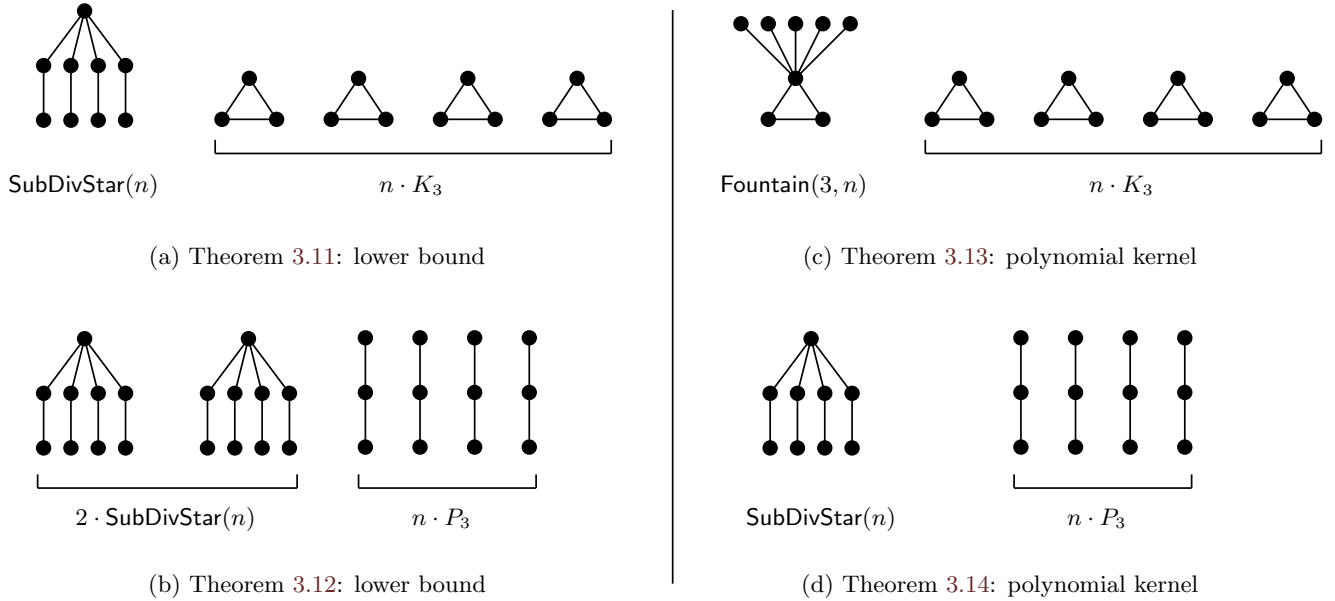 SubDivStar(n)
n · K₃
(a) Theorem 3.11: lower bound
2 · SubDivStar(n)
n · P₃
(b) Theorem 3.12: lower bound
Fountain(3, n)
n · K₃
(c) Theorem 3.13: polynomial kernel
SubDivStar(n)
n · P₃
(d) Theorem 3.14: polynomial kernel